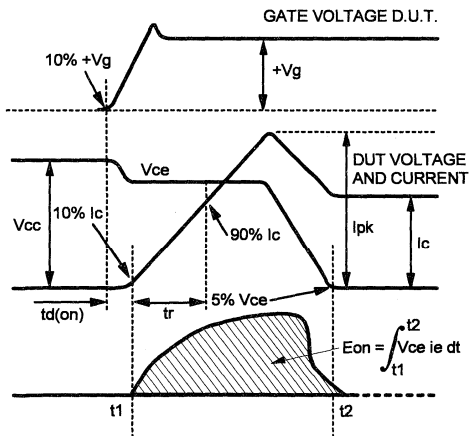 GATE VOLTAGE D.U.T.
10% +Vg
+Vg
Vce
DUT VOLTAGE
AND CURRENT
Vcc
10% Ic
Ipk
90% Ic
Ic
td(on)
tr
5% Vce
Eon = ∫ Vce ie dt
t2
t1
t1
t2